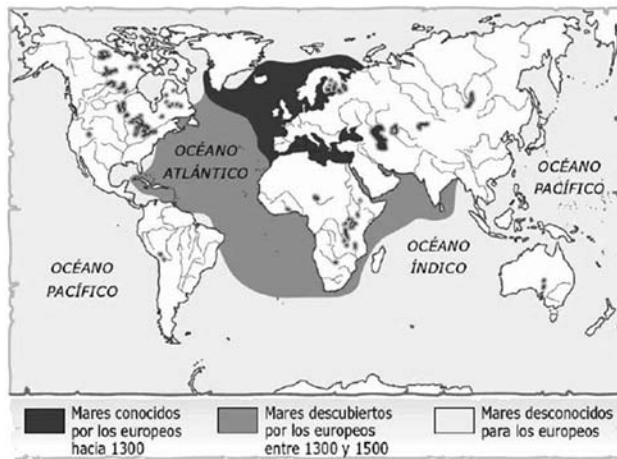 OCÉANO
ATLÁNTICO
OCÉANO
PACÍFICO
OCÉANO
ÍNDICO
OCÉANO
PACÍFICO
Mares conocidos
por los europeos
hacia 1300
Mares descubiertos
por los europeos
entre 1300 y 1500
Mares desconocidos
para los europeos